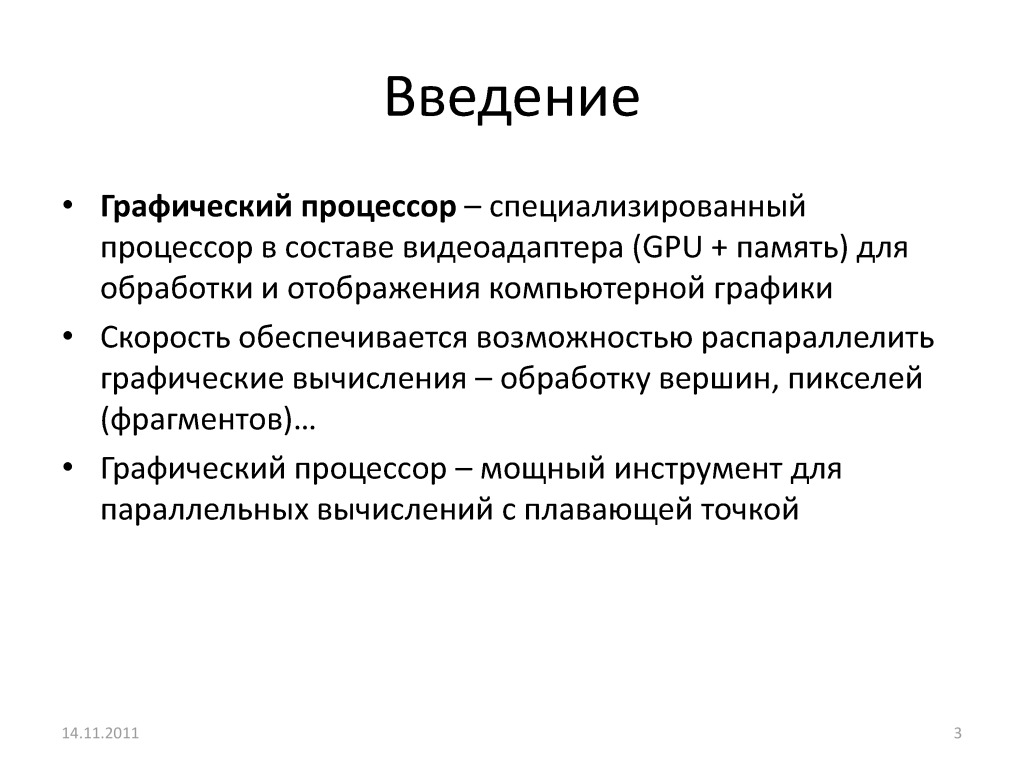 Введение
• Графический процессор – специализированный
процессор в составе видеоадаптера (GPU + память) для
обработки и отображения компьютерной графики
• Скорость обеспечивается возможностью распараллелить
графические вычисления – обработку вершин, пикселей
(фрагментов)…
• Графический процессор – мощный инструмент для
параллельных вычислений с плавающей точкой
14.11.2011
3